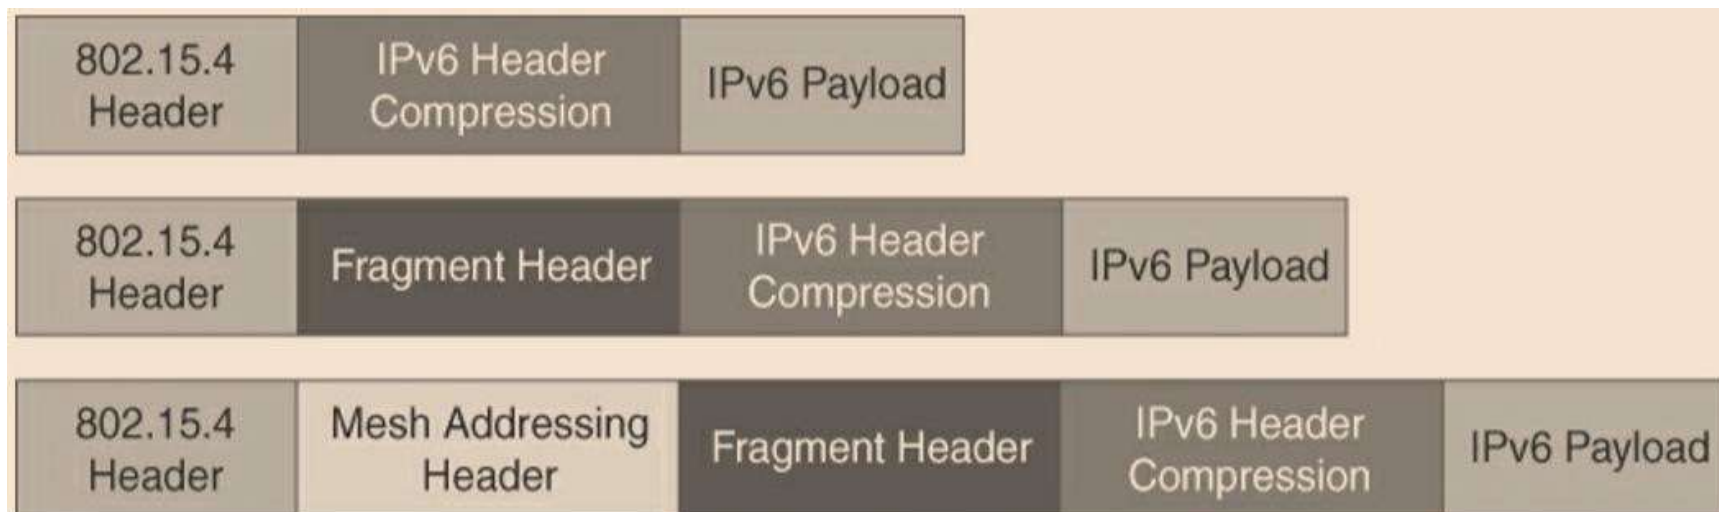 802.15.4
Header
IPv6 Header
Compression
IPv6 Payload
802.15.4
Header
Fragment Header
IPv6 Header
Compression
IPv6 Payload
802.15.4
Header
Mesh Addressing
Header
Fragment Header
IPv6 Header
Compression
IPv6 Payload